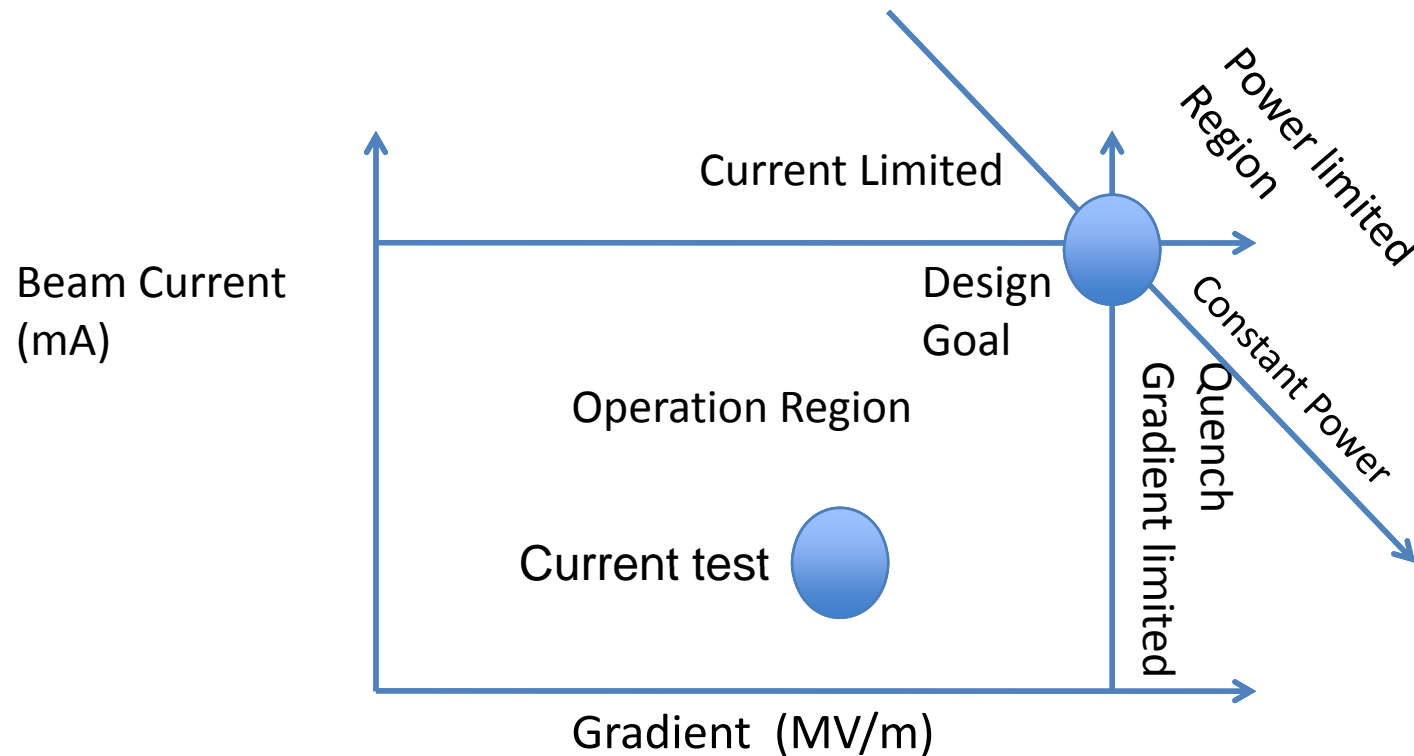 Power limited
Region
Current Limited
Beam Current
(mA)
Design
Goal
Constant Power
Quench
Gradient limited
Operation Region
Current test
Gradient  (MV/m)